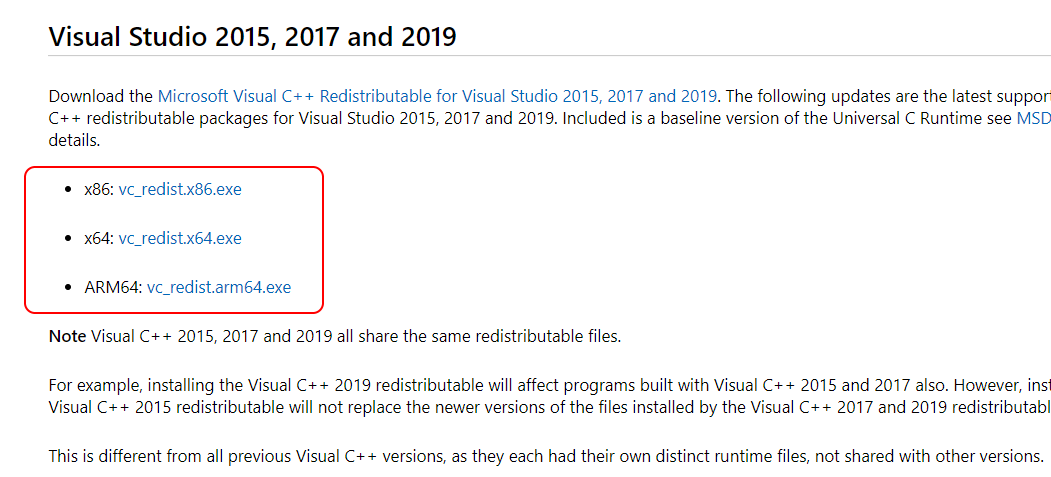 Visual Studio 2015, 2017 and 2019
Download the Microsoft Visual C++ Redistributable for Visual Studio 2015, 2017 and 2019. The following updates are the latest suppor
C++ redistributable packages for Visual Studio 2015, 2017 and 2019. Included is a baseline version of the Universal C Runtime see MSD
details.
• x86: vc_redist.x86.exe
• x64: vc_redist.x64.exe
• ARM64: vc_redist.arm64.exe
Note Visual C++ 2015, 2017 and 2019 all share the same redistributable files.
For example, installing the Visual C++ 2019 redistributable will affect programs built with Visual C++ 2015 and 2017 also. However, inst
Visual C++ 2015 redistributable will not replace the newer versions of the files installed by the Visual C++ 2017 and 2019 redistributabl
This is different from all previous Visual C++ versions, as they each had their own distinct runtime files, not shared with other versions.